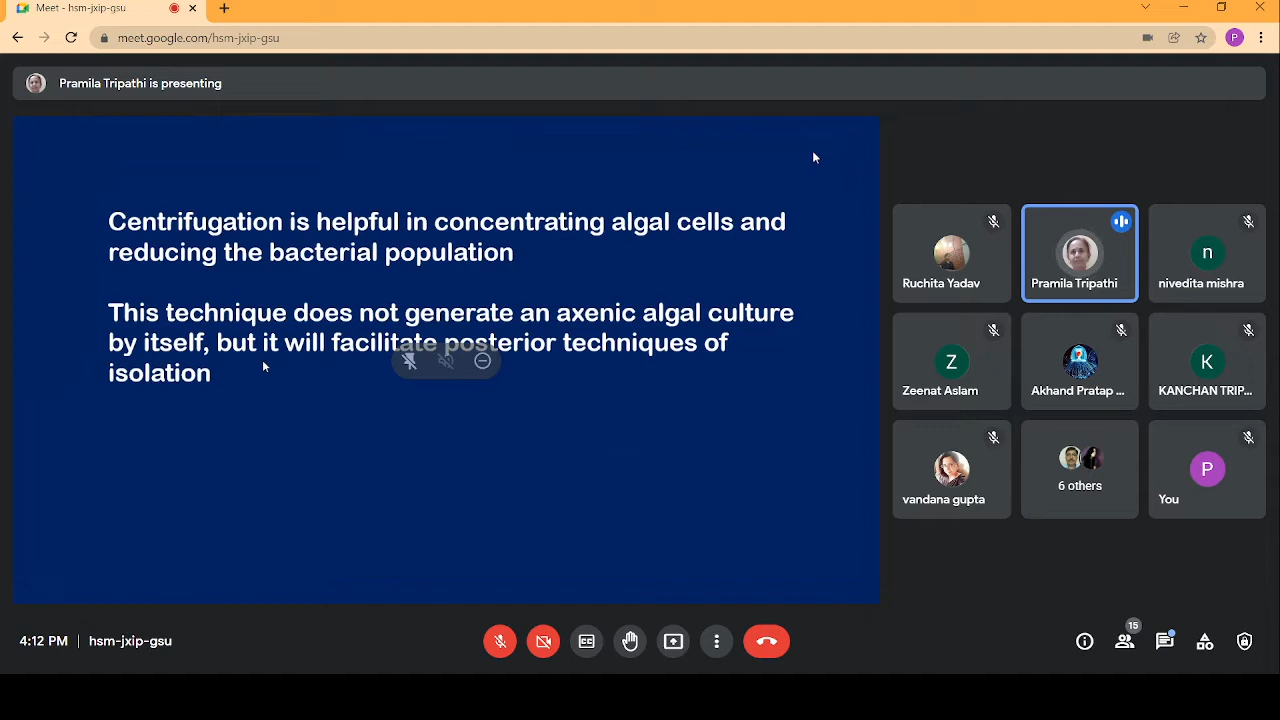 Meet - hsm-jxip-gsu
meet.google.com/hsm-jxip-gsu
P
Pramila Tripathi is presenting
Centrifugation is helpful in concentrating algal cells and
reducing the bacterial population
This technique does not generate an axenic algal culture
by itself, but it will facilitate posterior techniques of
isolation
Ruchita Yadav
Pramila Tripathi
n
nivedita mishra
Z
Zeenat Aslam
Akhand Pratap ...
K
KANCHAN TRIP...
vandana gupta
6 others
P
You
4:12 PM | hsm-jxip-gsu
CC
15